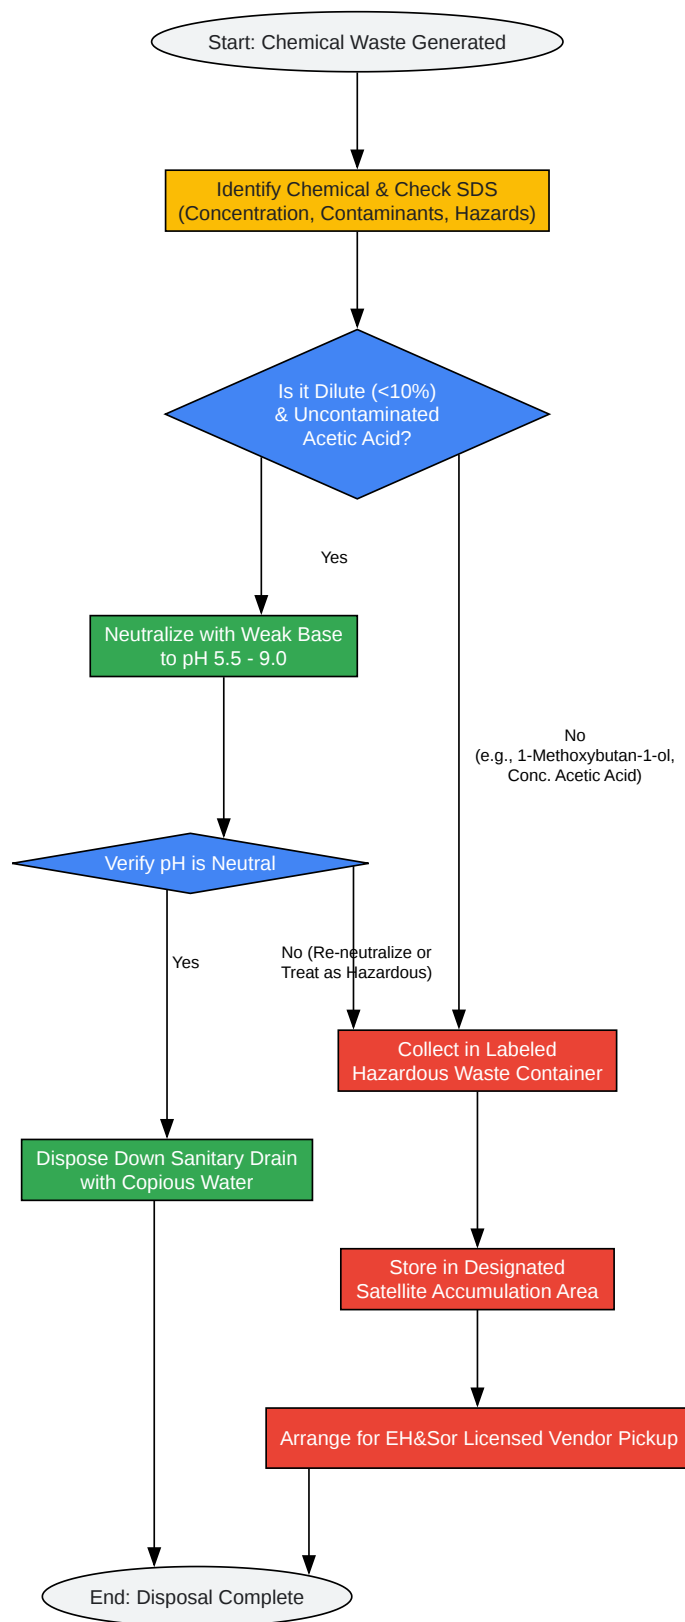 Start: Chemical Waste Generated
Identify Chemical & Check SDS
(Concentration, Contaminants, Hazards)
Is it Dilute (<10%)
& Uncontaminated
Acetic Acid?
Yes
Neutralize with Weak Base
to pH 5.5 - 9.0
No
(e.g., 1-Methoxybutan-1-ol,
Conc. Acetic Acid)
Verify pH is Neutral
Yes
No (Re-neutralize or
Treat as Hazardous)
Collect in Labeled
Hazardous Waste Container
Dispose Down Sanitary Drain
with Copious Water
Store in Designated
Satellite Accumulation Area
Arrange for EH&Sor Licensed Vendor Pickup
End: Disposal Complete